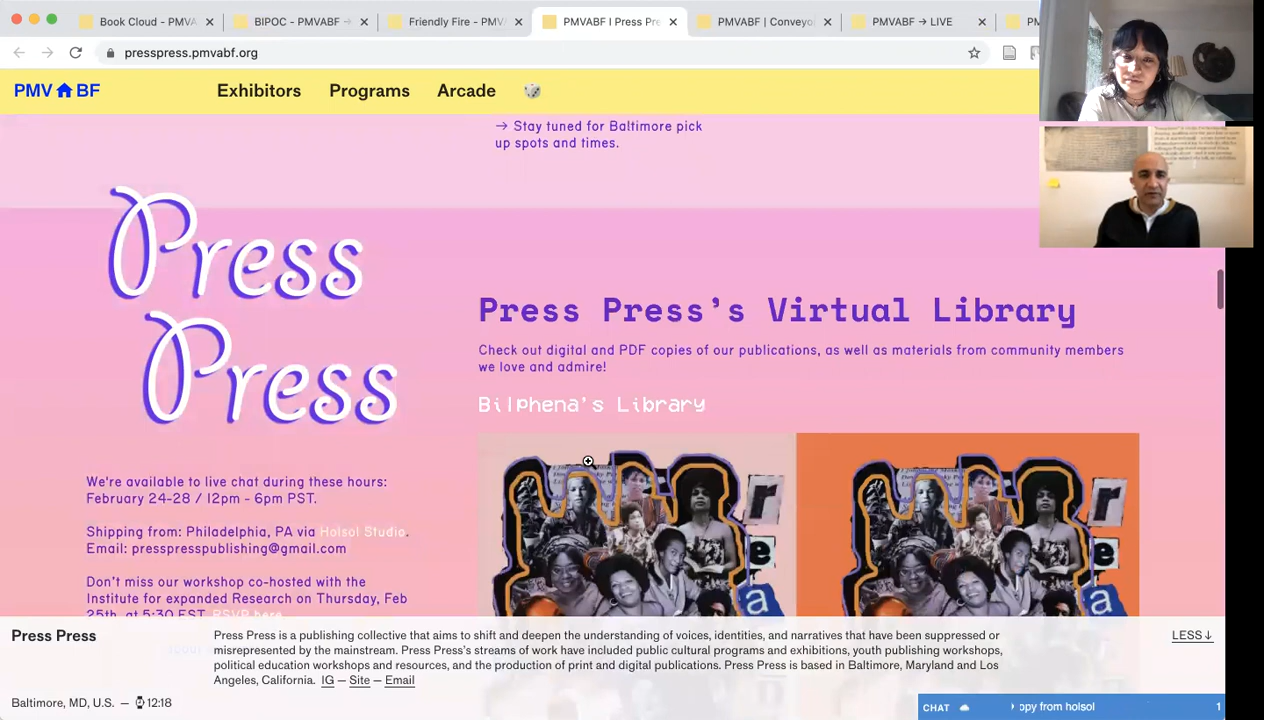 Book Cloud - PMVA
BIPOC - PMVABF →
Friendly Fire - PMV
PMVABF | Press Pre
PMVABF | Conveyo
PMVABF → LIVE
PM
presspress.pmvabf.org
PMV BF
Exhibitors
Programs
Arcade
→ Stay tuned for Baltimore pick
up spots and times.
Press
Press
We're available to live chat during these hours:
February 24-28 / 12pm - 6pm PST.
Shipping from: Philadelphia, PA via Holsol Studio.
Email: presspresspublishing@gmail.com
Don't miss our workshop co-hosted with the
Institute for expanded Research on Thursday, Feb
25th, at 5:30 EST. RSVP here.
Press Press's Virtual Library
Check out digital and PDF copies of our publications, as well as materials from community members
we love and admire!
Bilphena's Library
r
e
a
r
e
a
Press Press
Press Press is a publishing collective that aims to shift and deepen the understanding of voices, identities, and narratives that have been suppressed or
misrepresented by the mainstream. Press Press's streams of work have included public cultural programs and exhibitions, youth publishing workshops,
political education workshops and resources, and the production of print and digital publications. Press Press is based in Baltimore, Maryland and Los
Angeles, California. IG — Site — Email
LESS↓
Baltimore, MD, U.S. — 12:18
CHAT
opy from holsol
1